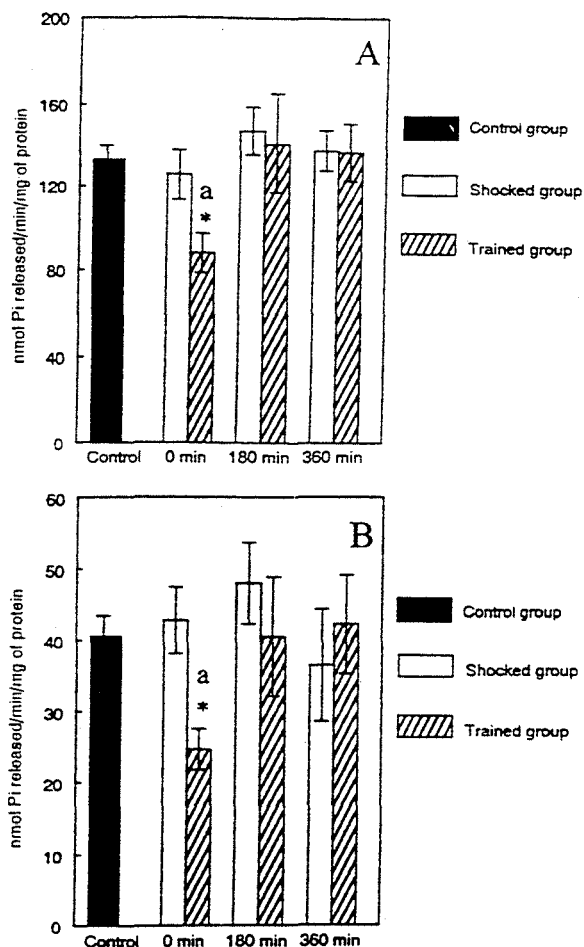 A
200
160
120
80
40
0
nmol Pi released/min/mg of protein
a
*
Control
0 min
180 min
360 min
Control group
Shocked group
Trained group
B
60
50
40
30
20
10
0
nmol Pi released/min/mg of protein
a
*
Control
0 min
180 min
360 min
Control group
Shocked group
Trained group